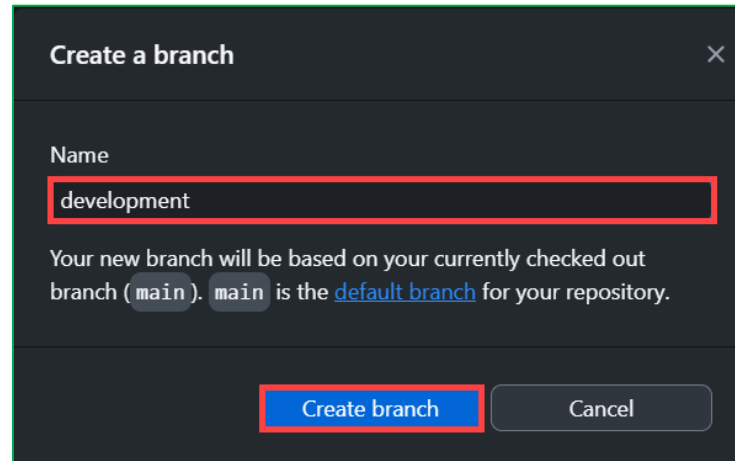 Create a branch
Name
development
Your new branch will be based on your currently checked out
branch (main). main is the default branch for your repository.
Create branch
Cancel